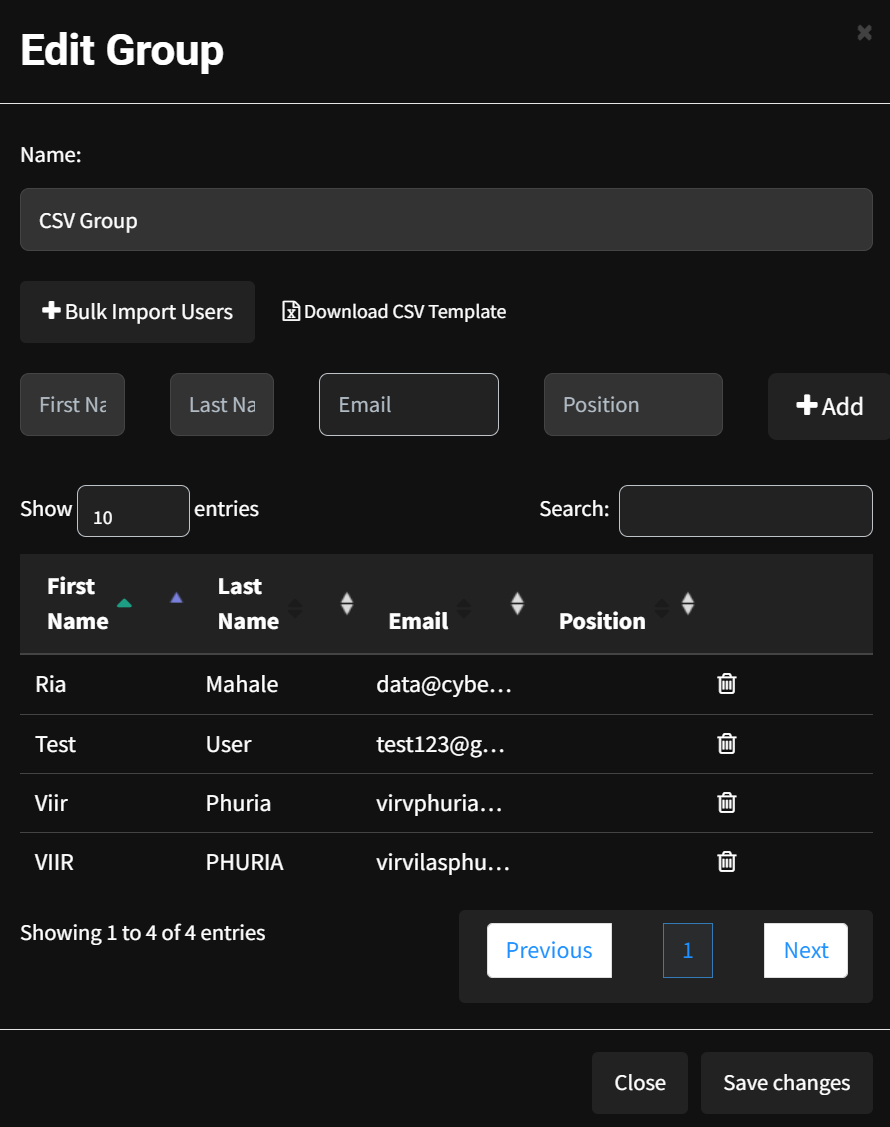 Edit Group
Name:
CSV Group
Bulk Import Users Download CSV Template
First Na Last Na Email Position Add
Show 10 entries Search:
First Name Last Name Email Position
Ria Mahale data@cybe...
Test User test123@g...
Viir Phuria virvphuria...
VIIR PHURIA virvilasphu...
Showing 1 to 4 of 4 entries Previous 1 Next
Close Save changes